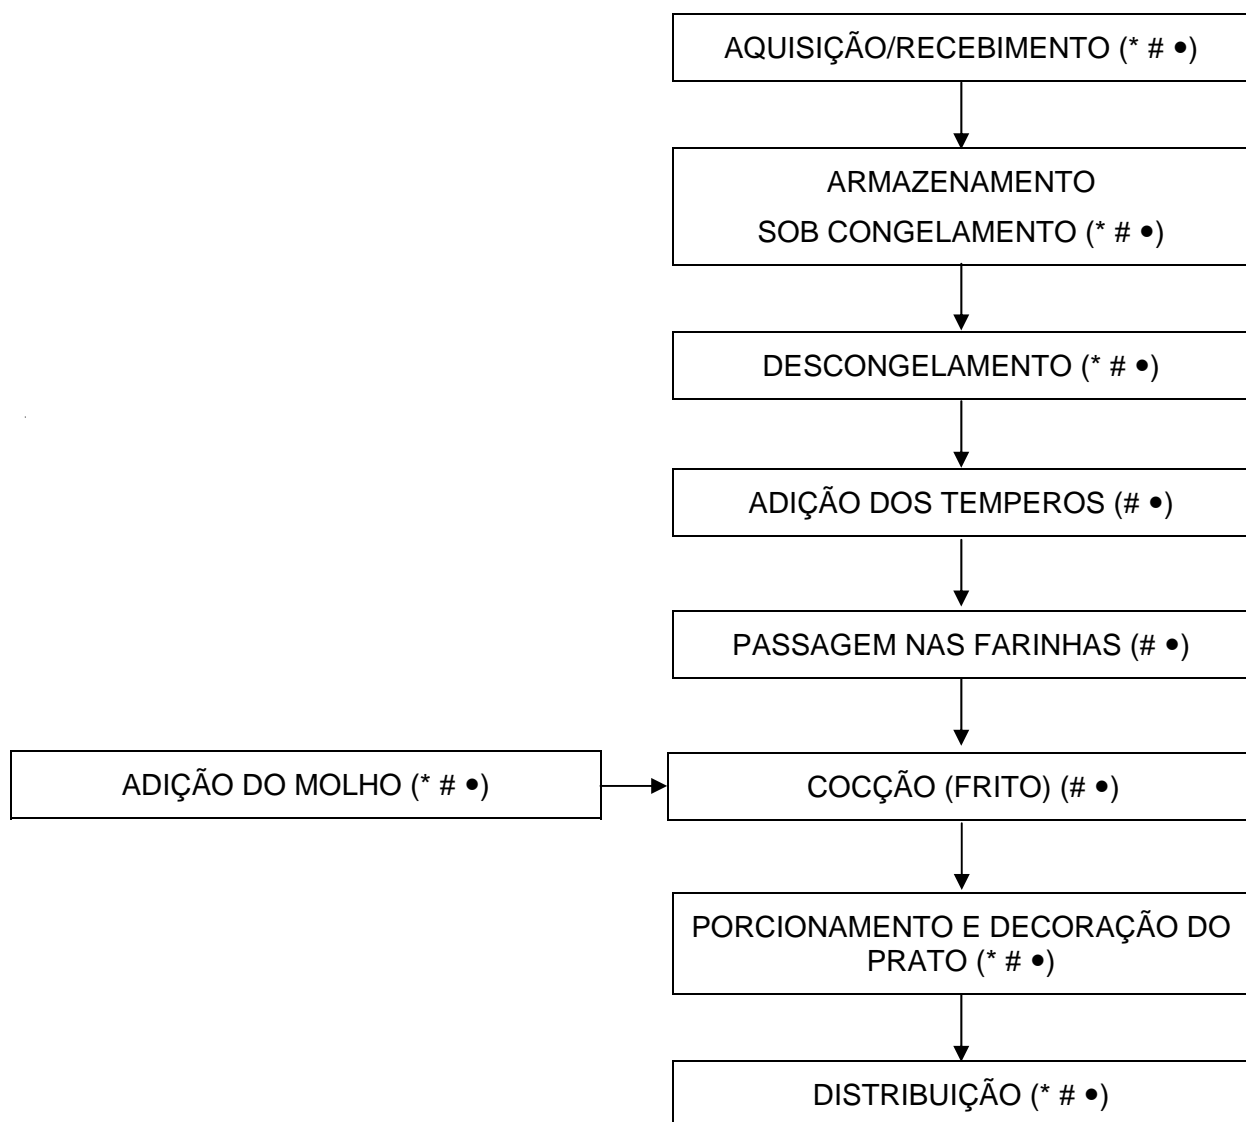 AQUISIÇÃO/RECEBIMENTO (* # ●)
ARMAZENAMENTO
SOB CONGELAMENTO (* # ●)
DESCONGELAMENTO (* # ●)
ADIÇÃO DOS TEMPEROS (# ●)
PASSAGEM NAS FARINHAS (# ●)
ADIÇÃO DO MOLHO (* # ●)
COCÇÃO (FRITO) (# ●)
PORCIONAMENTO E DECORAÇÃO DO
PRATO (* # ●)
DISTRIBUIÇÃO (* # ●)